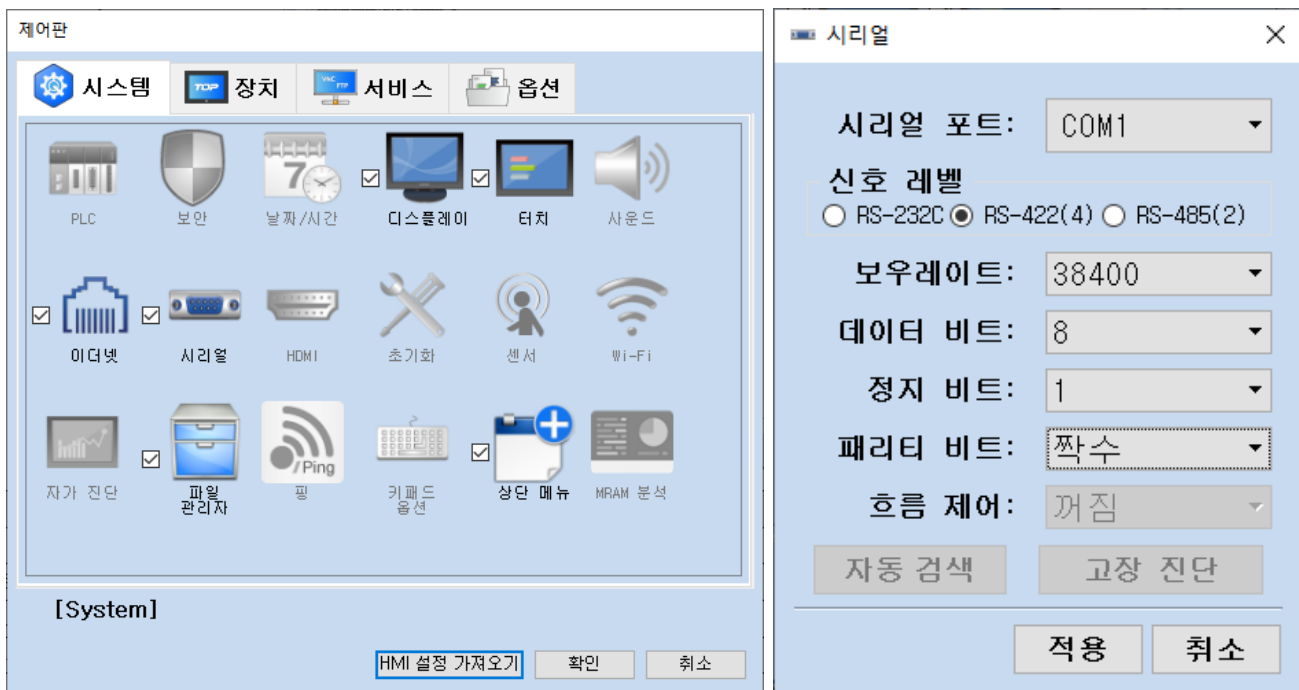 제어판
시스템
TOP
장치
VNC
FTP
서비스
옵션
7
PLC
보안
날짜/시간
디스플레이
터치
사운드
이더넷
시리얼
HDMI
초기화
센서
Wi-Fi
/Ping
자가 진단
파일
관리자
핑
키패드
옵션
상단 메뉴
MRAM 분석
[System]
HMI 설정 가져오기
확인
취소
시리얼
시리얼 포트: COM1
신호 레벨
RS-232C RS-422(4) RS-485(2)
보우레이트: 38400
데이터 비트: 8
정지 비트: 1
패리티 비트: 짝수
흐름 제어: 꺼짐
자동 검색 고장 진단
적용 취소